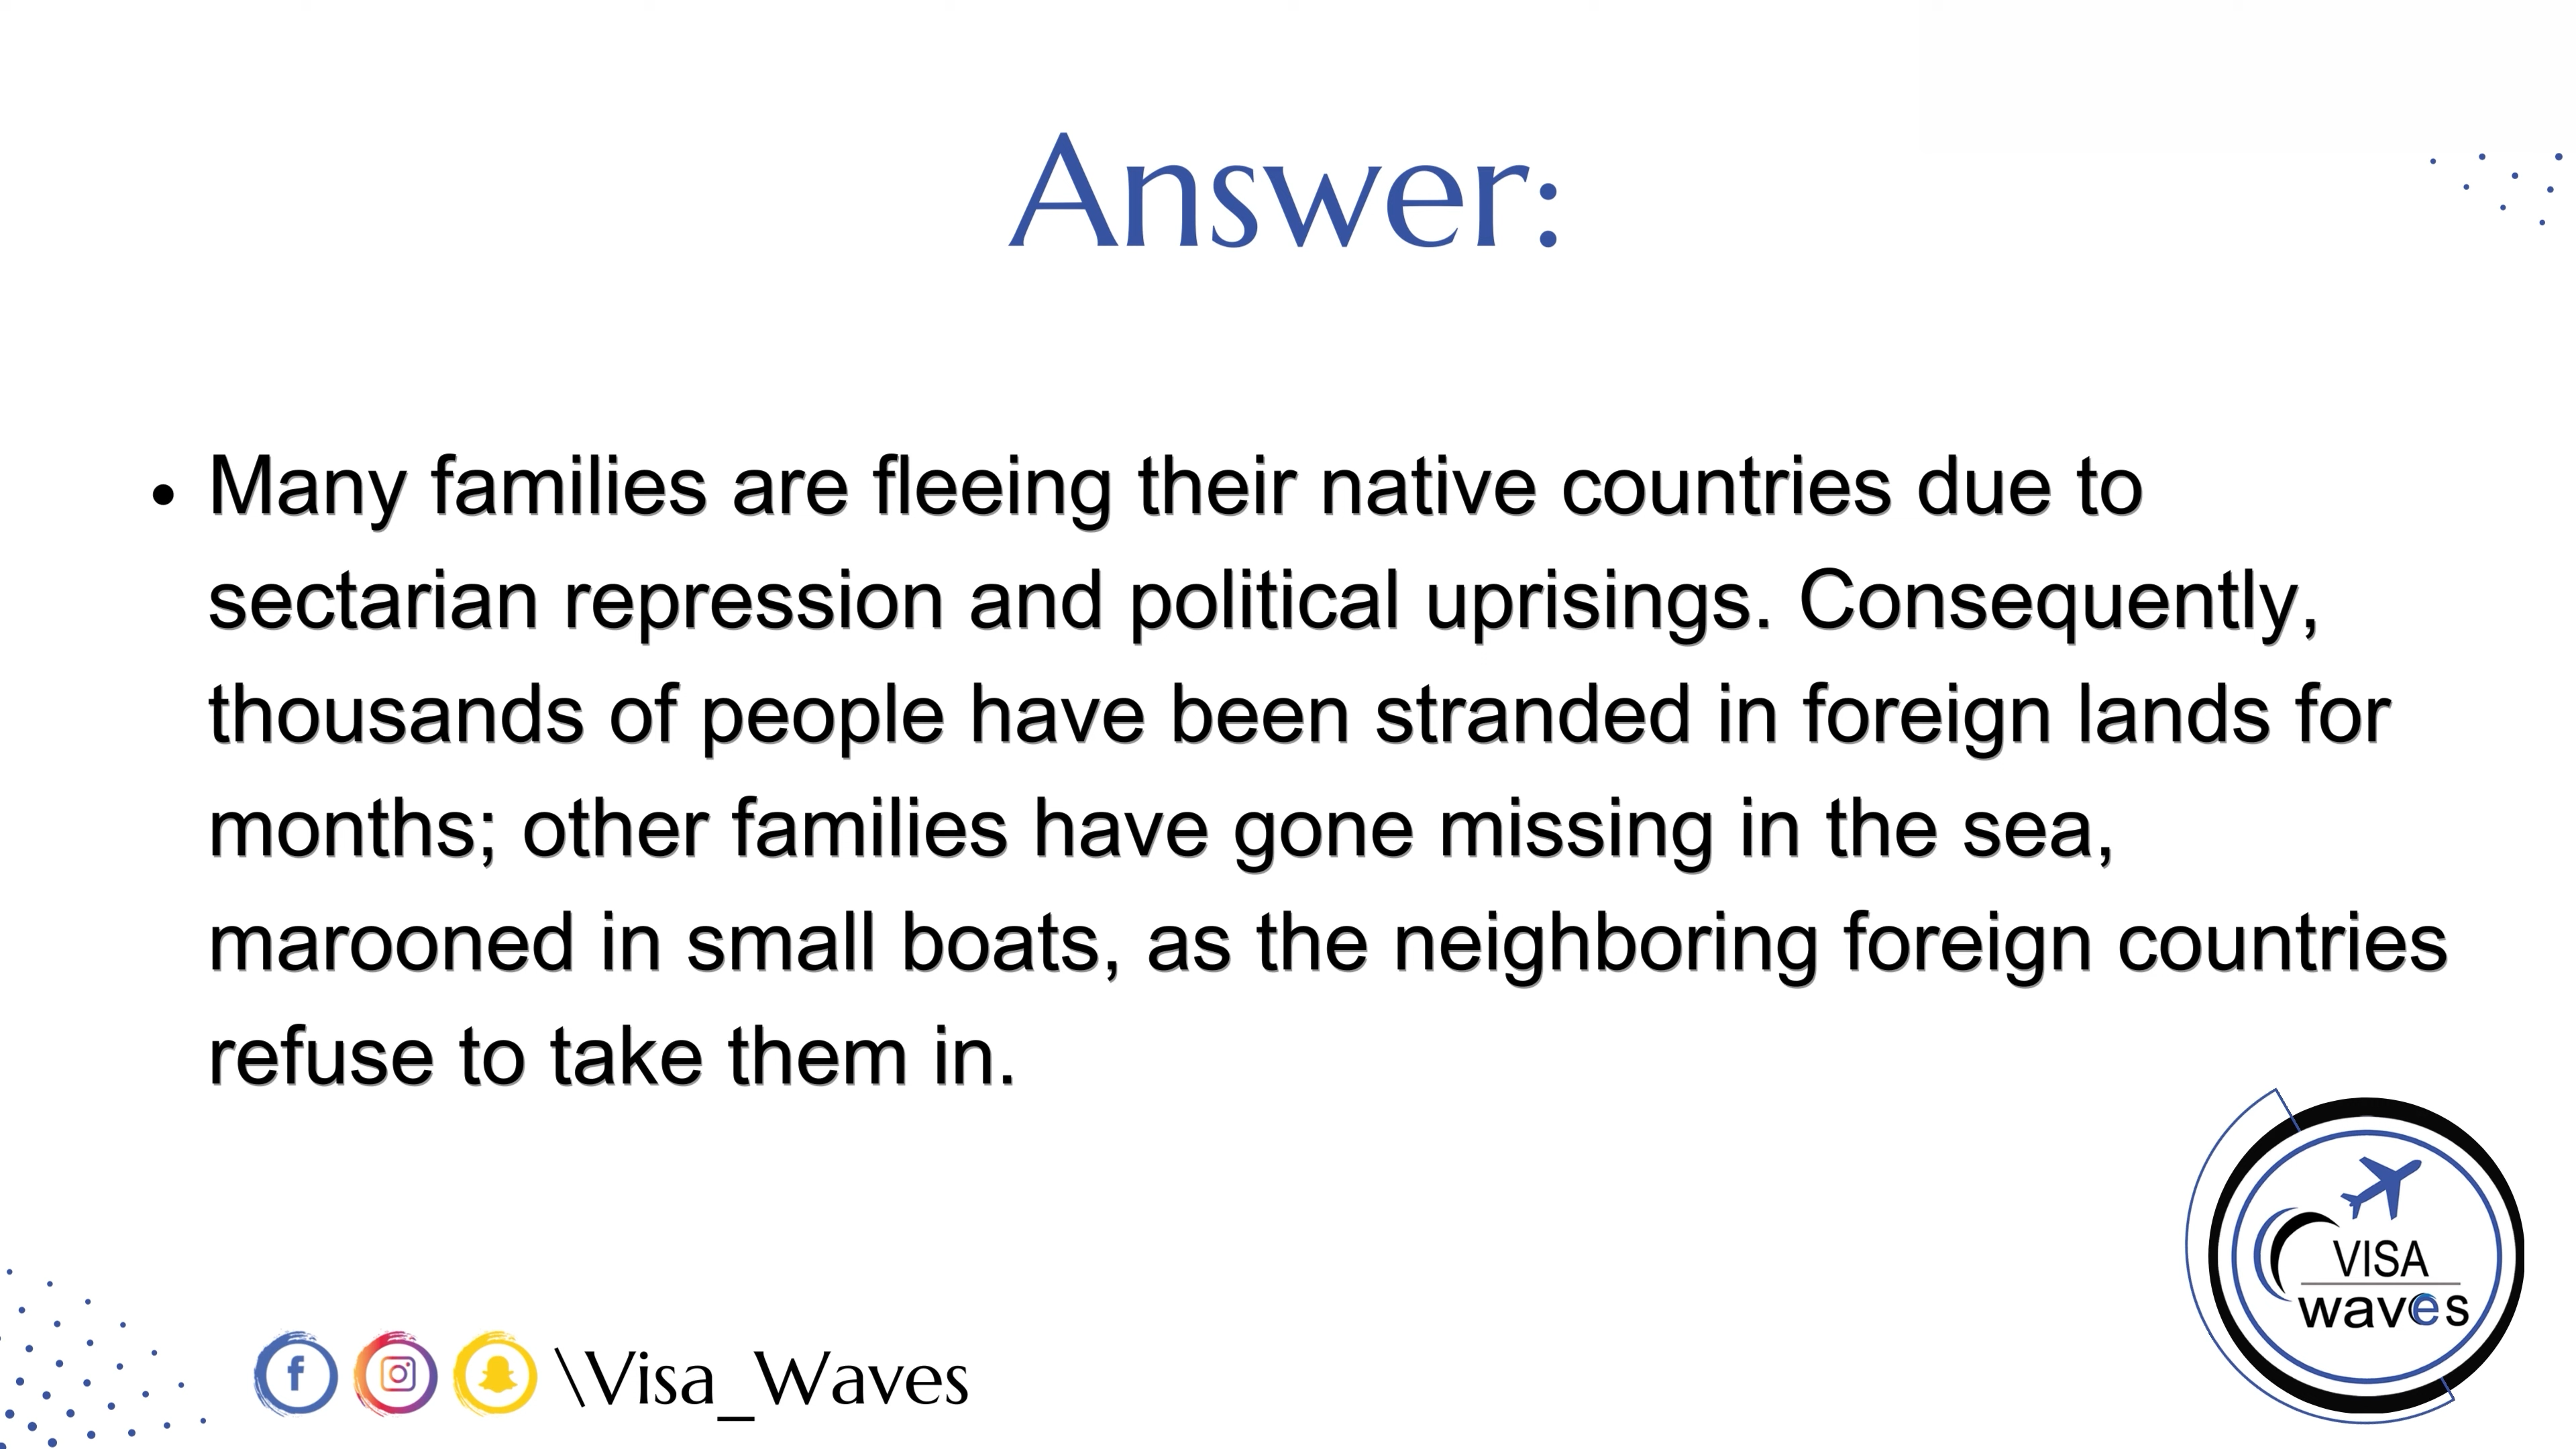 Answer:
• Many families are fleeing their native countries due to
sectarian repression and political uprisings. Consequently,
thousands of people have been stranded in foreign lands for
months; other families have gone missing in the sea,
marooned in small boats, as the neighboring foreign countries
refuse to take them in.
VISA
waves
\Visa_Waves